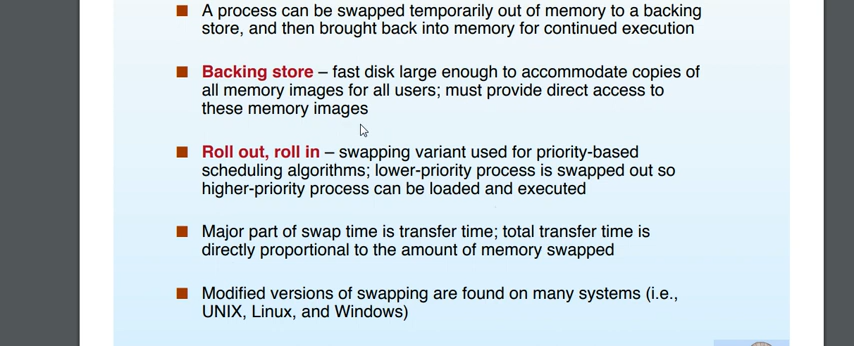 A process can be swapped temporarily out of memory to a backing
store, and then brought back into memory for continued execution
Backing store – fast disk large enough to accommodate copies of
all memory images for all users; must provide direct access to
these memory images
Roll out, roll in – swapping variant used for priority-based
scheduling algorithms; lower-priority process is swapped out so
higher-priority process can be loaded and executed
Major part of swap time is transfer time; total transfer time is
directly proportional to the amount of memory swapped
Modified versions of swapping are found on many systems (i.e.,
UNIX, Linux, and Windows)